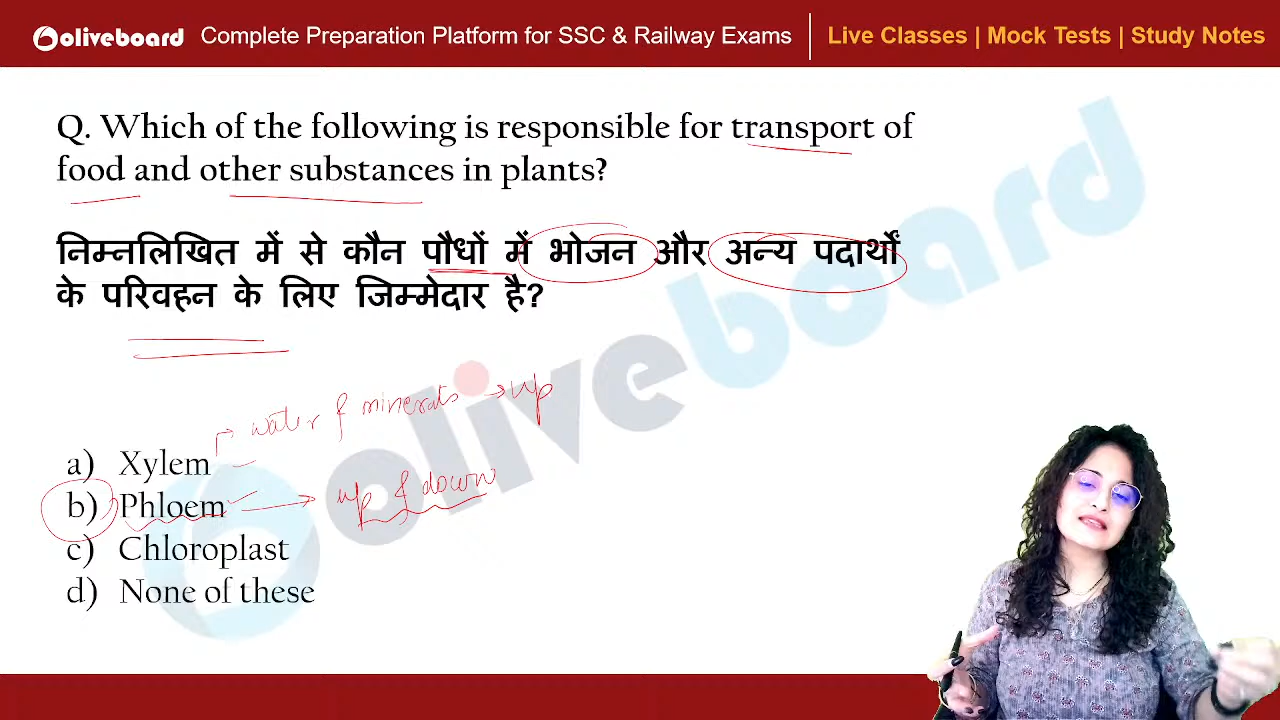 oliveboard Complete Preparation Platform for SSC & Railway Exams Live Classes | Mock Tests | Study Notes
Q. Which of the following is responsible for transport of
food and other substances in plants?
निम्नलिखित में से कौन पौधों में भोजन और अन्य पदार्थों
के परिवहन के लिए जिम्मेदार है?
water & minerals → up
a) Xylem
b) Phloem → up & down
c) Chloroplast
d) None of these
oliveboard